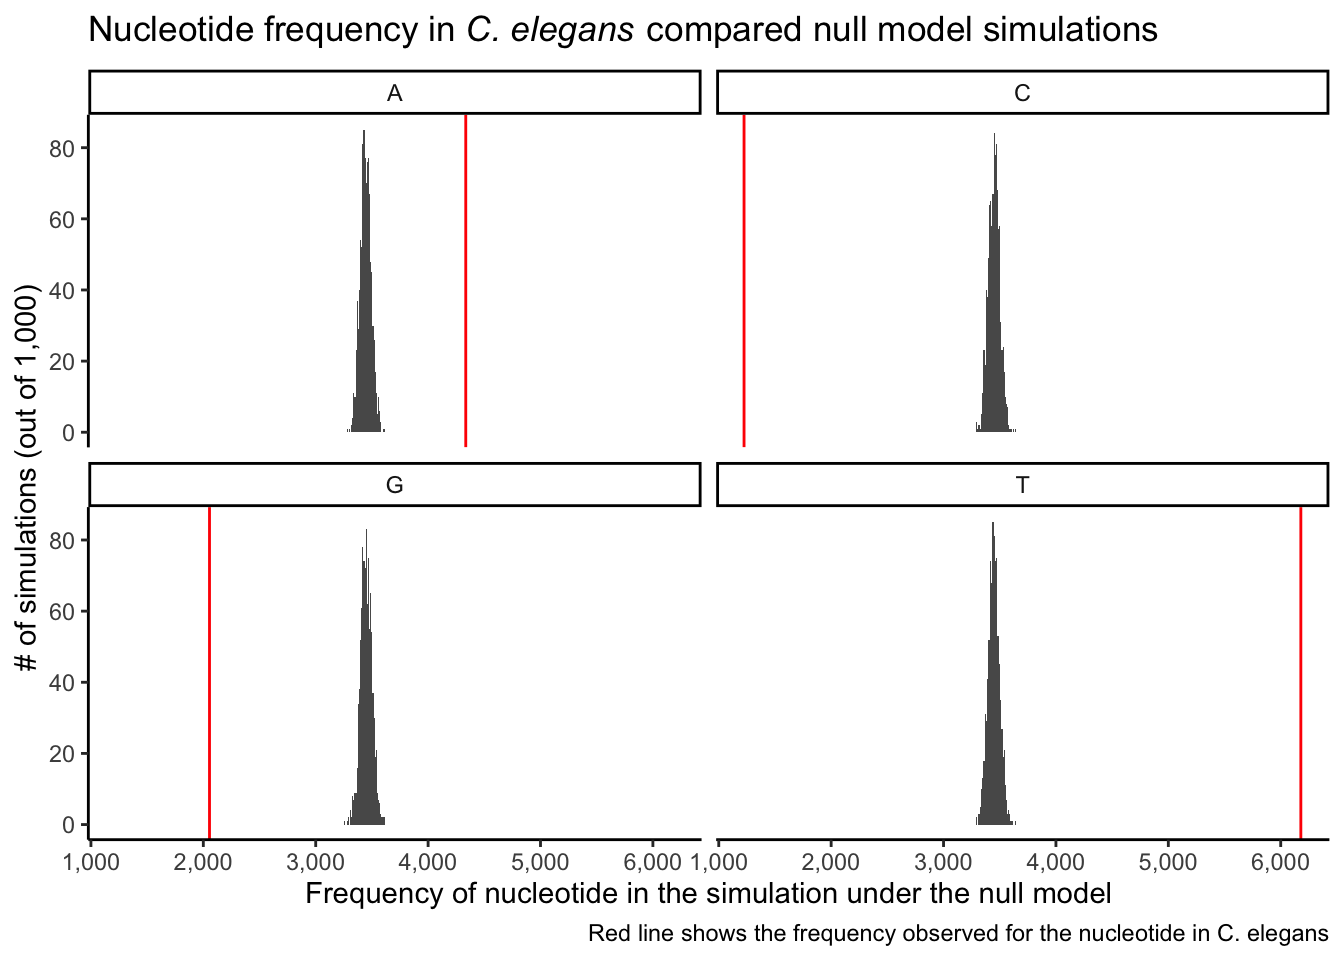 Nucleotide frequency in C. elegans compared null model simulations
A
C
80
60
40
20
0
G
T
80
60
40
20
0
1,000 2,000 3,000 4,000 5,000 6,000 1,000 2,000 3,000 4,000 5,000 6,000
# of simulations (out of 1,000)
Frequency of nucleotide in the simulation under the null model
Red line shows the frequency observed for the nucleotide in C. elegans